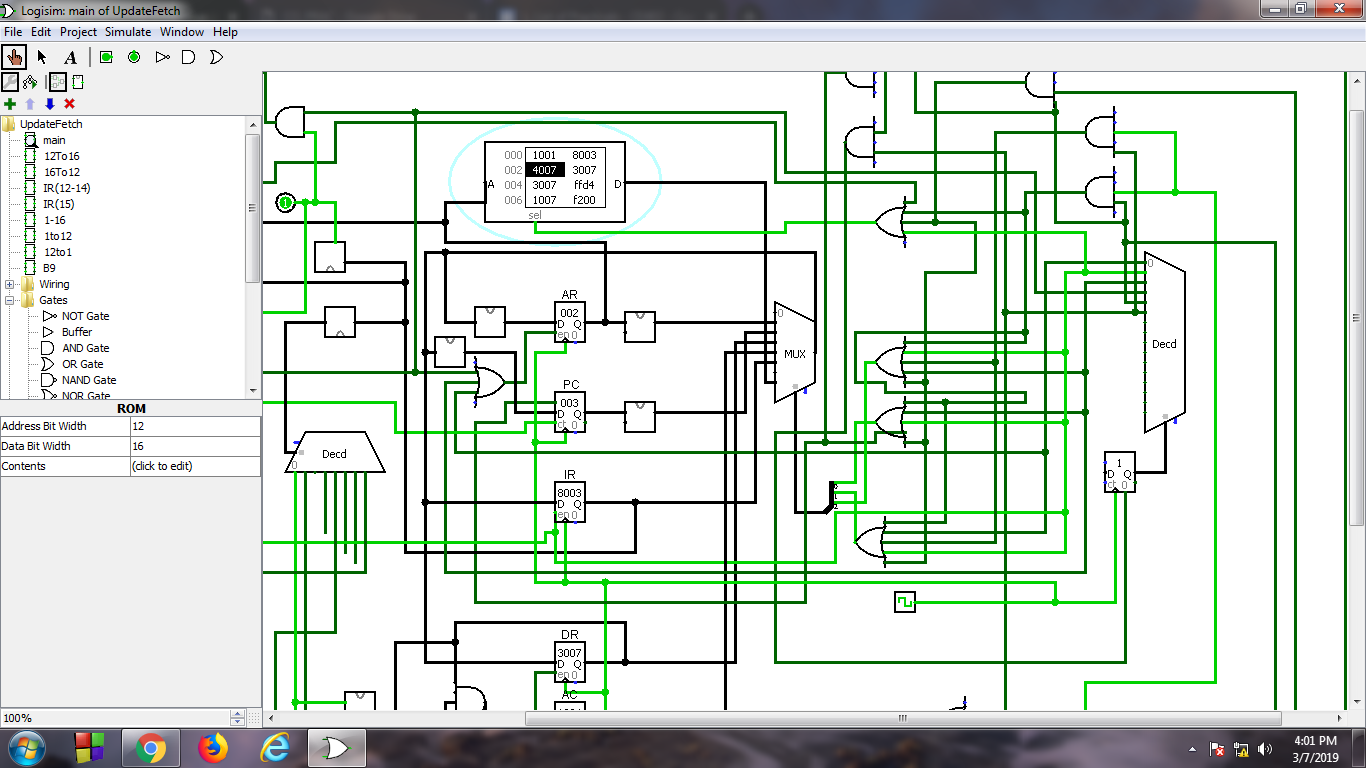 Logisim: main of UpdateFetch
File Edit Project Simulate Window Help
A
UpdateFetch
main
12To16
16To12
IR(12-14)
IR(15)
1-16
1to12
12to1
B9
Wiring
Gates
NOT Gate
Buffer
AND Gate
OR Gate
NAND Gate
NOR Gate
ROM
Address Bit Width 12
Data Bit Width 16
Contents (click to edit)
100%
1
000 1001 8003
002 4007 3007
A 004 3007 ffd4 D
006 1007 f200
sel
AR
002
D Q
en 0
PC
003
D Q
ct 0
IR
8003
D Q
en 0
DR
3007
D Q
en 0
AC
0
MUX
Decd
0
0
Decd
1
D Q
ct 0
4:01 PM
3/7/2019